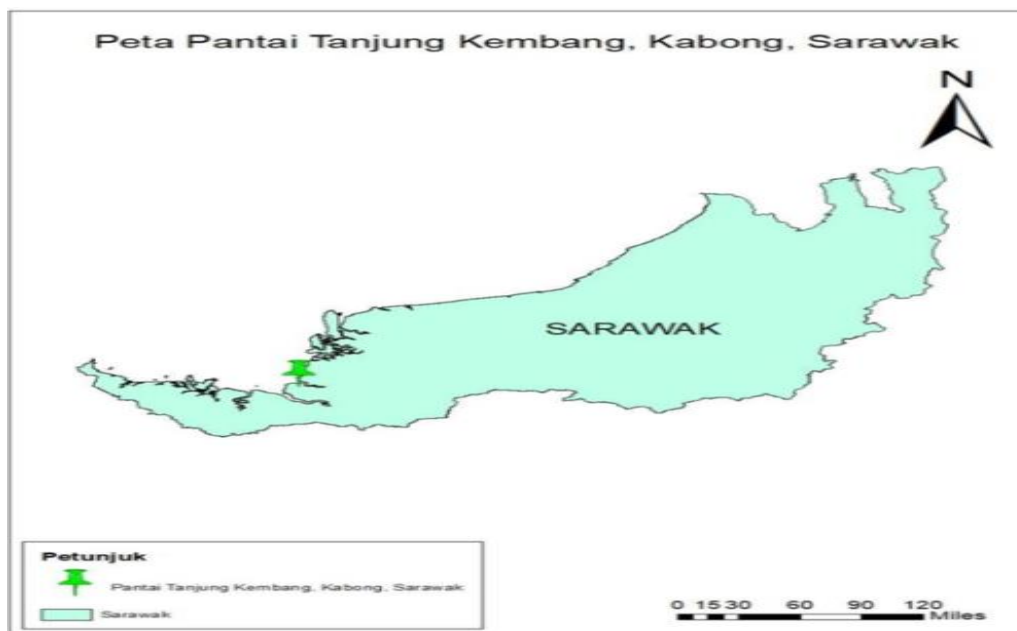 Peta Pantai Tanjung Kembang, Kabong, Sarawak
N
SARAWAK
Petunjuk
Pantai Tanjung Kembang, Kabong, Sarawak
Sarawak
0 15 30 60 90 120
Miles